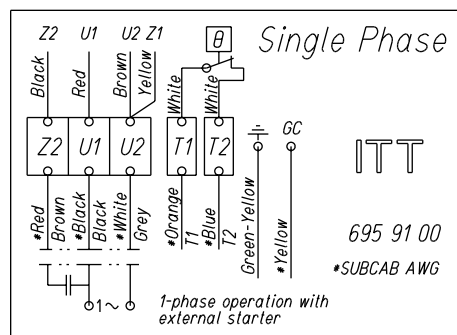 Z2 U1 U2 Z1
θ
Single Phase
Black
Red
Brown
Yellow
White
White
Z2 U1 U2 T1 T2
GC
ITT
*Red
Brown
*Black
Black
*White
Grey
*Orange
T1
*Blue
T2
Green-Yellow
*Yellow
695 91 00
*SUBCAB AWG
1~
1-phase operation with
external starter